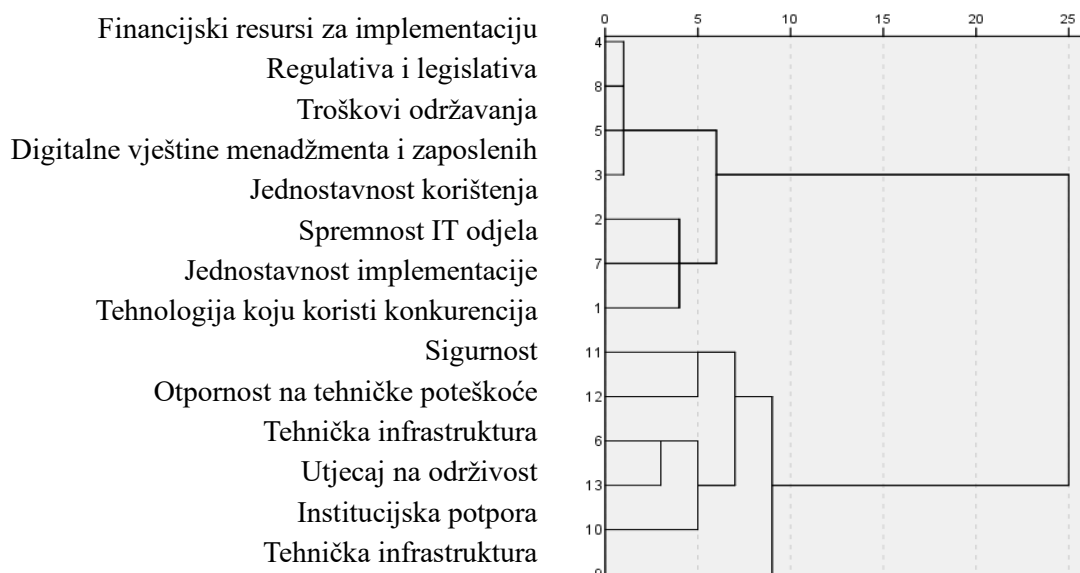 0 5 10 15 20 25
Financijski resursi za implementaciju 4
Regulativa i legislativa 8
Troškovi održavanja 5
Digitalne vještine menadžmenta i zaposlenih 3
Jednostavnost korištenja 2
Spremnost IT odjela 7
Jednostavnost implementacije 1
Tehnologija koju koristi konkurencija
Sigurnost 11
Otpornost na tehničke poteškoće 12
Tehnička infrastruktura 6
Utjecaj na održivost 13
Institucijska potpora 10
Tehnička infrastruktura